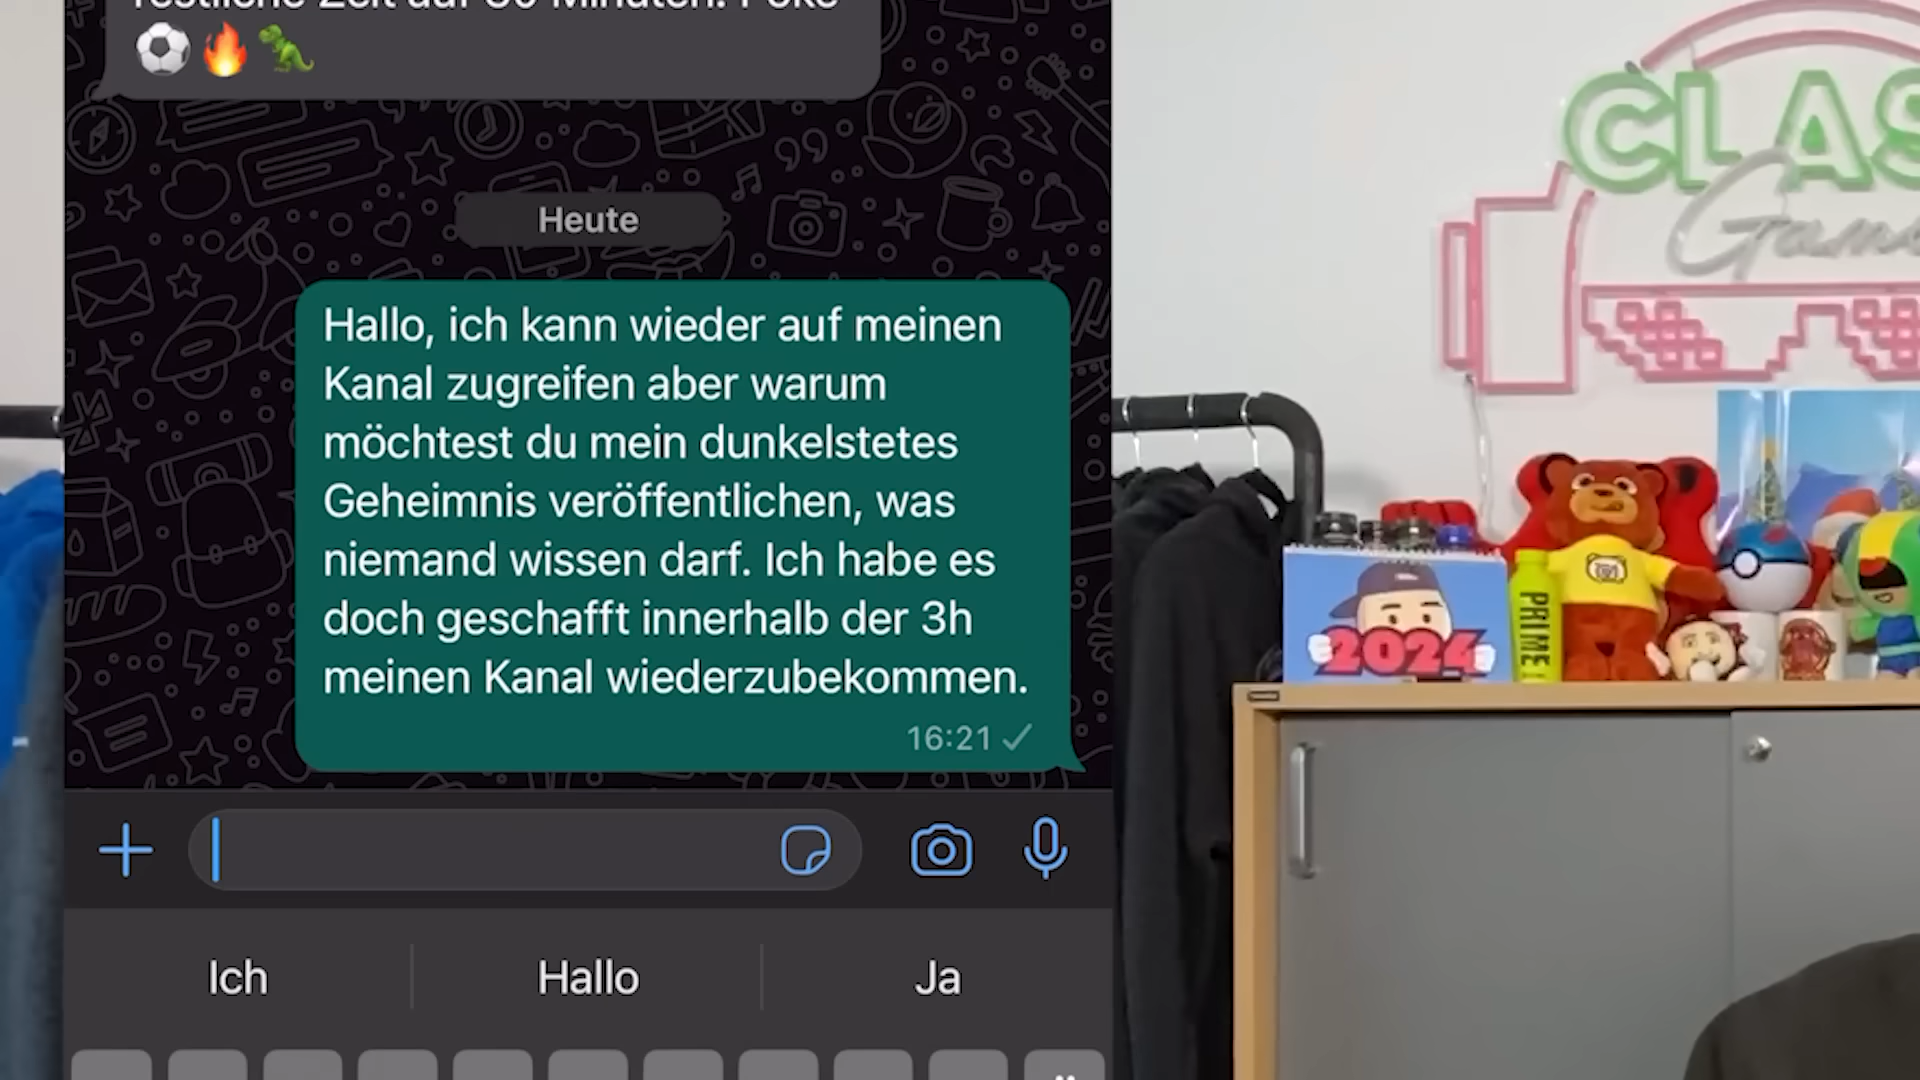 ⚽🔥🦖
Heute
Hallo, ich kann wieder auf meinen
Kanal zugreifen aber warum
möchtest du mein dunkelstetes
Geheimnis veröffentlichen, was
niemand wissen darf. Ich habe es
doch geschafft innerhalb der 3h
meinen Kanal wiederzubekommen.
16:21
Ich
Hallo
Ja
CLAS
Gam
2024
PRIME